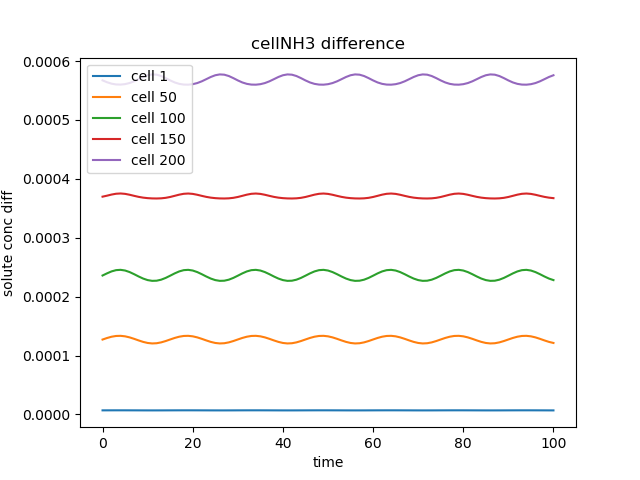 cellNH3 difference
0.0006
0.0005
0.0004
0.0003
0.0002
0.0001
0.0000
solute conc diff
cell 1
cell 50
cell 100
cell 150
cell 200
0 20 40 60 80 100
time